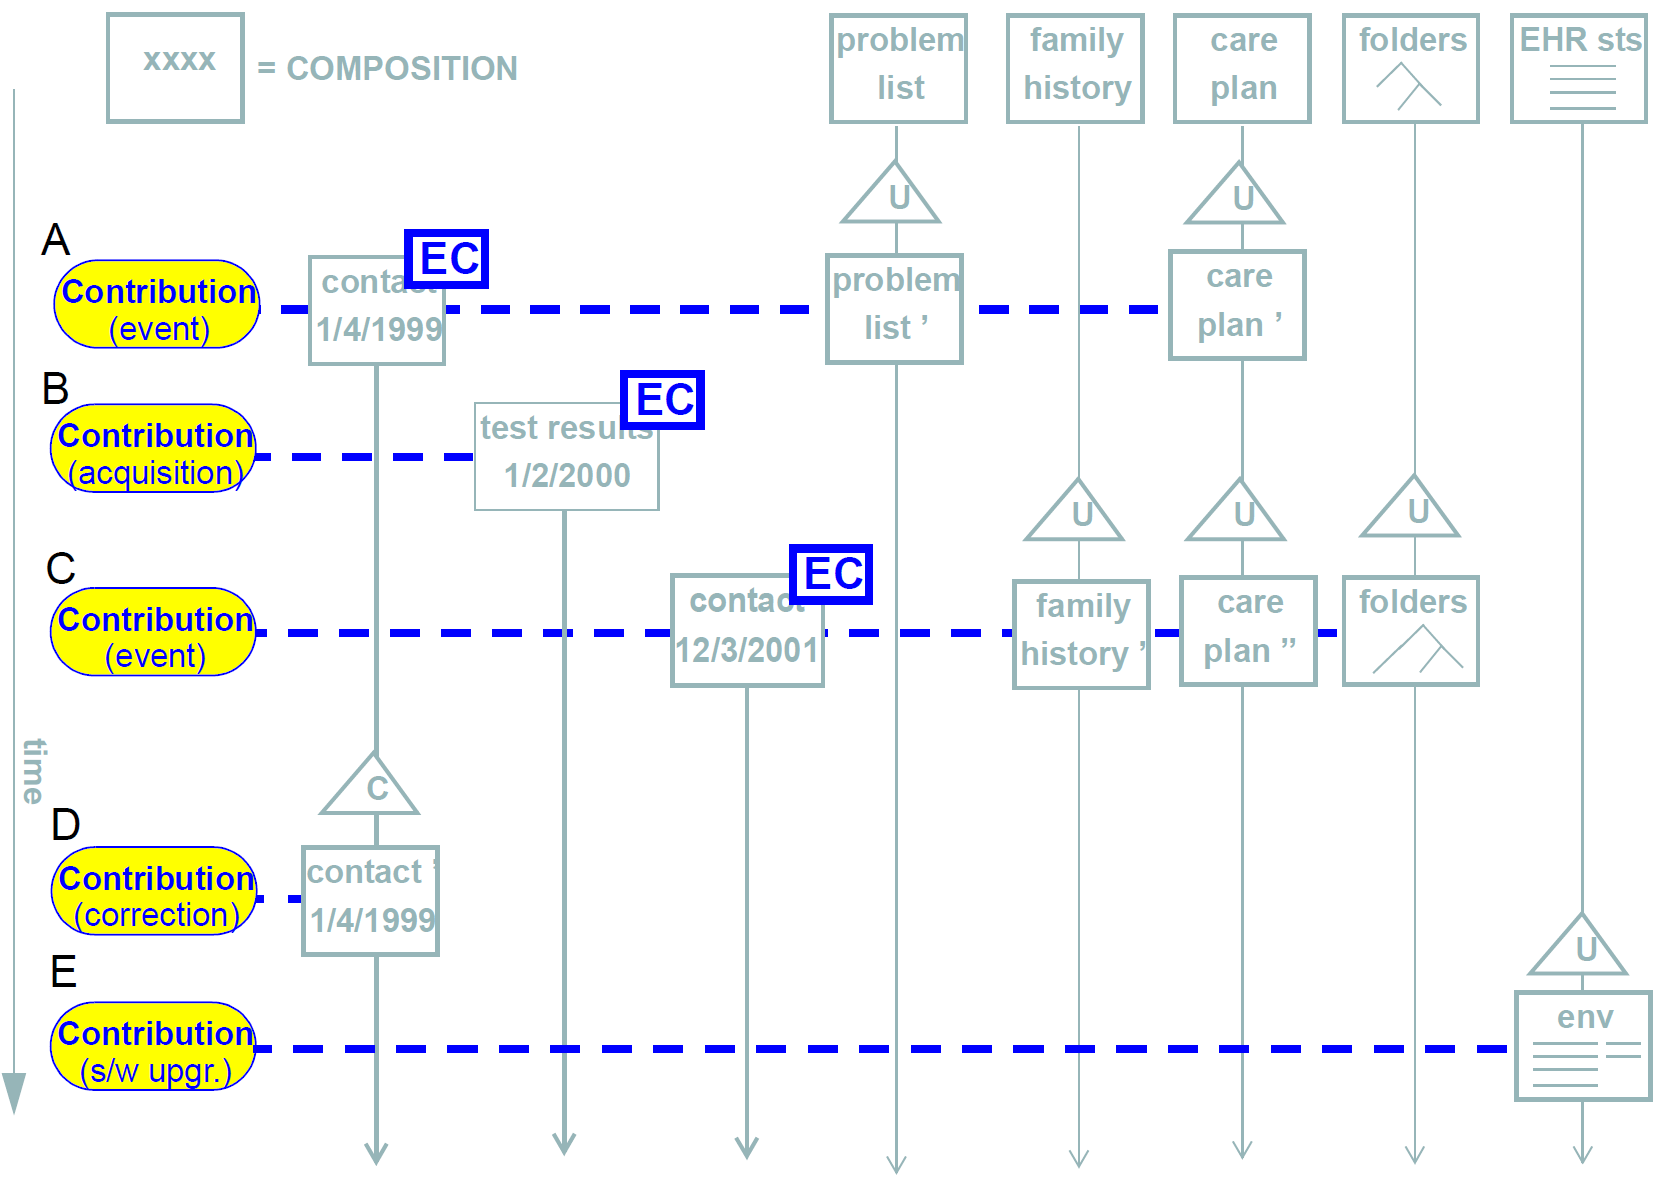 xxxx
= COMPOSITION
problem
list
family
history
care
plan
folders
EHR sts
U
U
A
Contribution
(event)
contact
1/4/1999
EC
problem
list ’
care
plan ’
B
Contribution
(acquisition)
test results
1/2/2000
EC
U
U
U
C
Contribution
(event)
contact
12/3/2001
EC
family
history ’
care
plan ’’
folders
time
C
D
Contribution
(correction)
contact ’
1/4/1999
U
E
Contribution
(s/w upgr.)
env